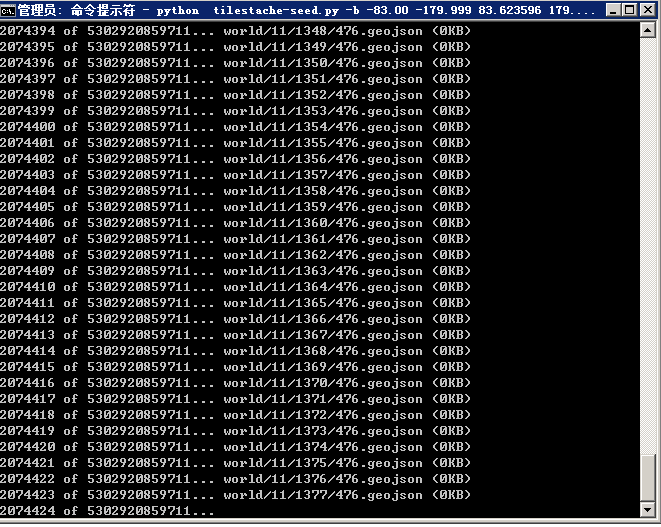 管理员: 命令提示符 - python  tilestache-seed.py -b -83.00 -179.999 83.623596 179....
2074394 of 5302920859711... world/11/1348/476.geojson (0KB)
2074395 of 5302920859711... world/11/1349/476.geojson (0KB)
2074396 of 5302920859711... world/11/1350/476.geojson (0KB)
2074397 of 5302920859711... world/11/1351/476.geojson (0KB)
2074398 of 5302920859711... world/11/1352/476.geojson (0KB)
2074399 of 5302920859711... world/11/1353/476.geojson (0KB)
2074400 of 5302920859711... world/11/1354/476.geojson (0KB)
2074401 of 5302920859711... world/11/1355/476.geojson (0KB)
2074402 of 5302920859711... world/11/1356/476.geojson (0KB)
2074403 of 5302920859711... world/11/1357/476.geojson (0KB)
2074404 of 5302920859711... world/11/1358/476.geojson (0KB)
2074405 of 5302920859711... world/11/1359/476.geojson (0KB)
2074406 of 5302920859711... world/11/1360/476.geojson (0KB)
2074407 of 5302920859711... world/11/1361/476.geojson (0KB)
2074408 of 5302920859711... world/11/1362/476.geojson (0KB)
2074409 of 5302920859711... world/11/1363/476.geojson (0KB)
2074410 of 5302920859711... world/11/1364/476.geojson (0KB)
2074411 of 5302920859711... world/11/1365/476.geojson (0KB)
2074412 of 5302920859711... world/11/1366/476.geojson (0KB)
2074413 of 5302920859711... world/11/1367/476.geojson (0KB)
2074414 of 5302920859711... world/11/1368/476.geojson (0KB)
2074415 of 5302920859711... world/11/1369/476.geojson (0KB)
2074416 of 5302920859711... world/11/1370/476.geojson (0KB)
2074417 of 5302920859711... world/11/1371/476.geojson (0KB)
2074418 of 5302920859711... world/11/1372/476.geojson (0KB)
2074419 of 5302920859711... world/11/1373/476.geojson (0KB)
2074420 of 5302920859711... world/11/1374/476.geojson (0KB)
2074421 of 5302920859711... world/11/1375/476.geojson (0KB)
2074422 of 5302920859711... world/11/1376/476.geojson (0KB)
2074423 of 5302920859711... world/11/1377/476.geojson (0KB)
2074424 of 5302920859711...